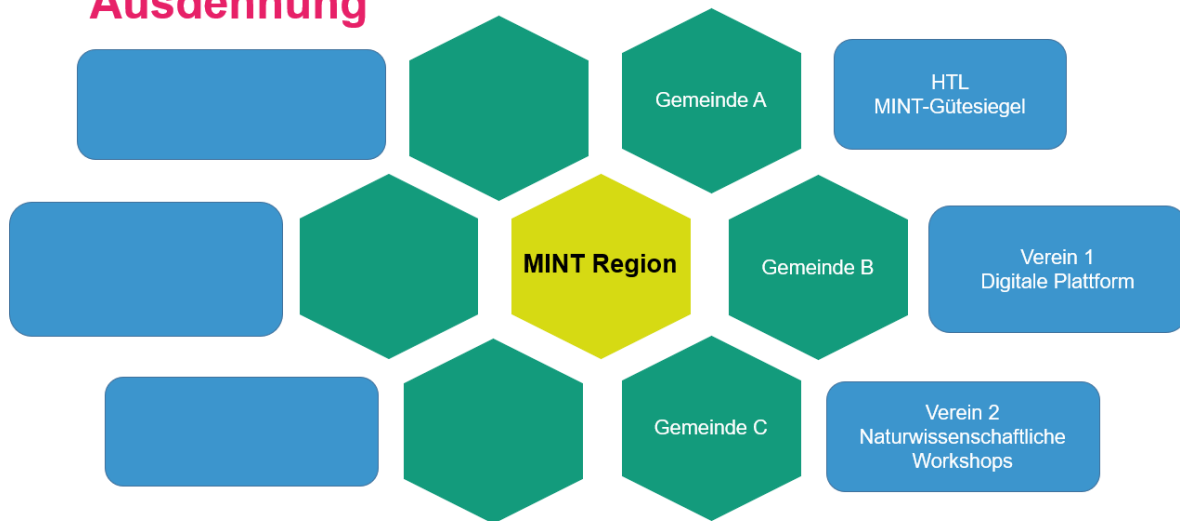 Ausdehnung
Gemeinde A
HTL
MINT-Gütesiegel
MINT Region
Gemeinde B
Verein 1
Digitale Plattform
Gemeinde C
Verein 2
Naturwissenschaftliche
Workshops